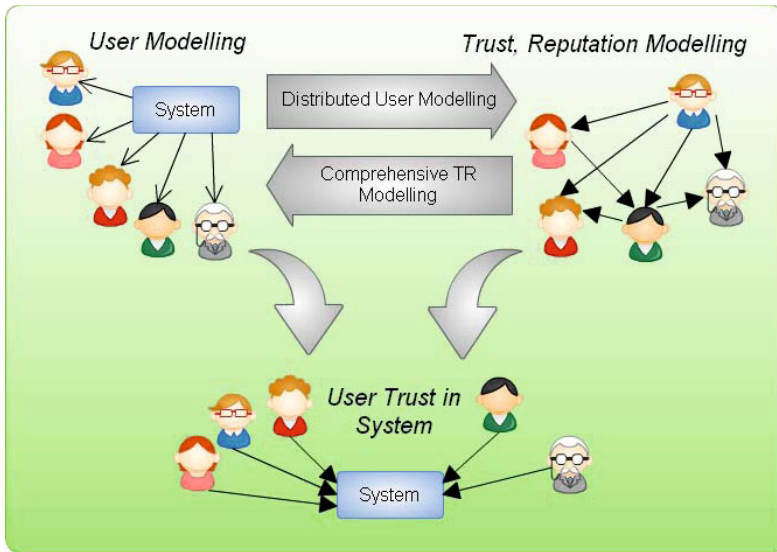 User Modelling
Trust, Reputation Modelling
System
Distributed User Modelling
Comprehensive TR
Modelling
User Trust in
System
System